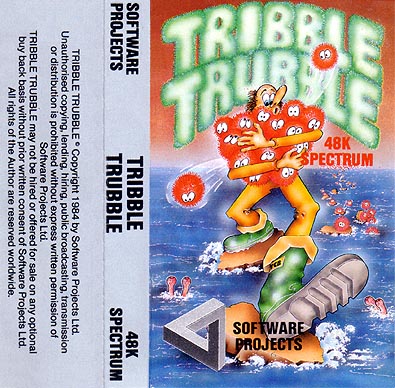 TRIBBLE TRUBBLE © Copyright 1984 by Software Projects Ltd.
Unauthorised copying, lending, hiring, public broadcasting, transmission
or distribution is prohibited without express written permission of
Software Projects Ltd.
TRIBBLE TRUBBLE may not be hired or offered for sale on any optional
buy back basis without prior written consent of Software Projects Ltd.
All rights of the Author are reserved worldwide.
SOFTWARE
PROJECTS
TRIBBLE
TRUBBLE
48K
SPECTRUM
TRIBBLE
TRUBBLE
48K
SPECTRUM
SOFTWARE
PROJECTS